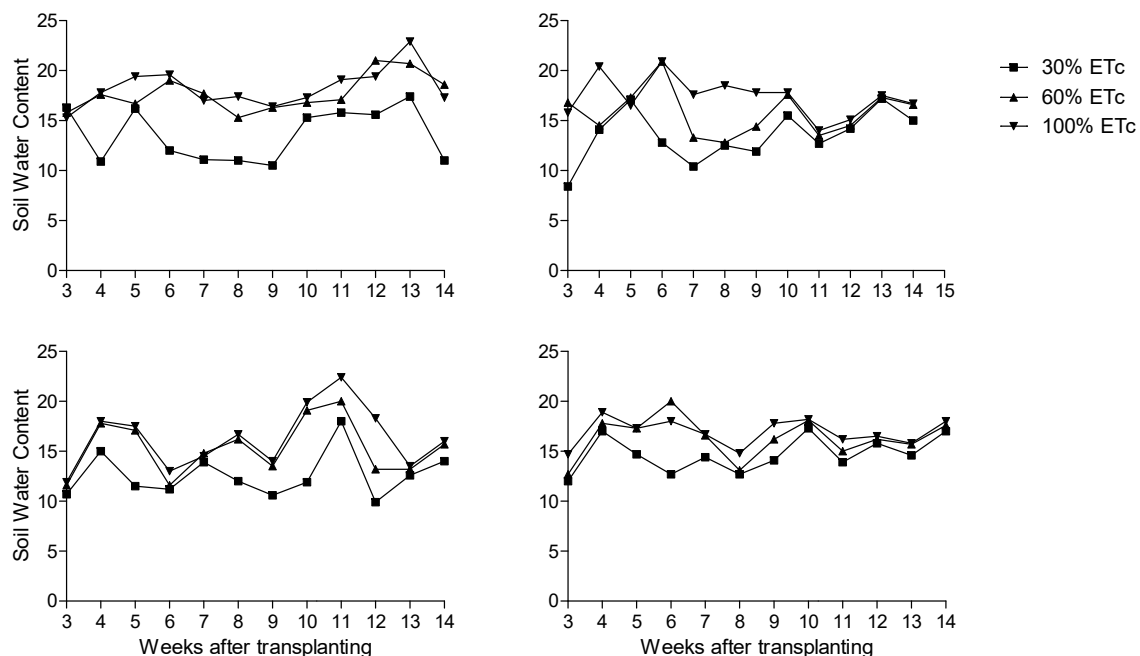 25
20
15
10
5
0
Soil Water Content
3 4 5 6 7 8 9 10 11 12 13 14
25
20
15
10
5
0
3 4 5 6 7 8 9 10 11 12 13 14 15
30% ETc
60% ETc
100% ETc
25
20
15
10
5
0
Soil Water Content
3 4 5 6 7 8 9 10 11 12 13 14
Weeks after transplanting
25
20
15
10
5
0
3 4 5 6 7 8 9 10 11 12 13 14
Weeks after transplanting